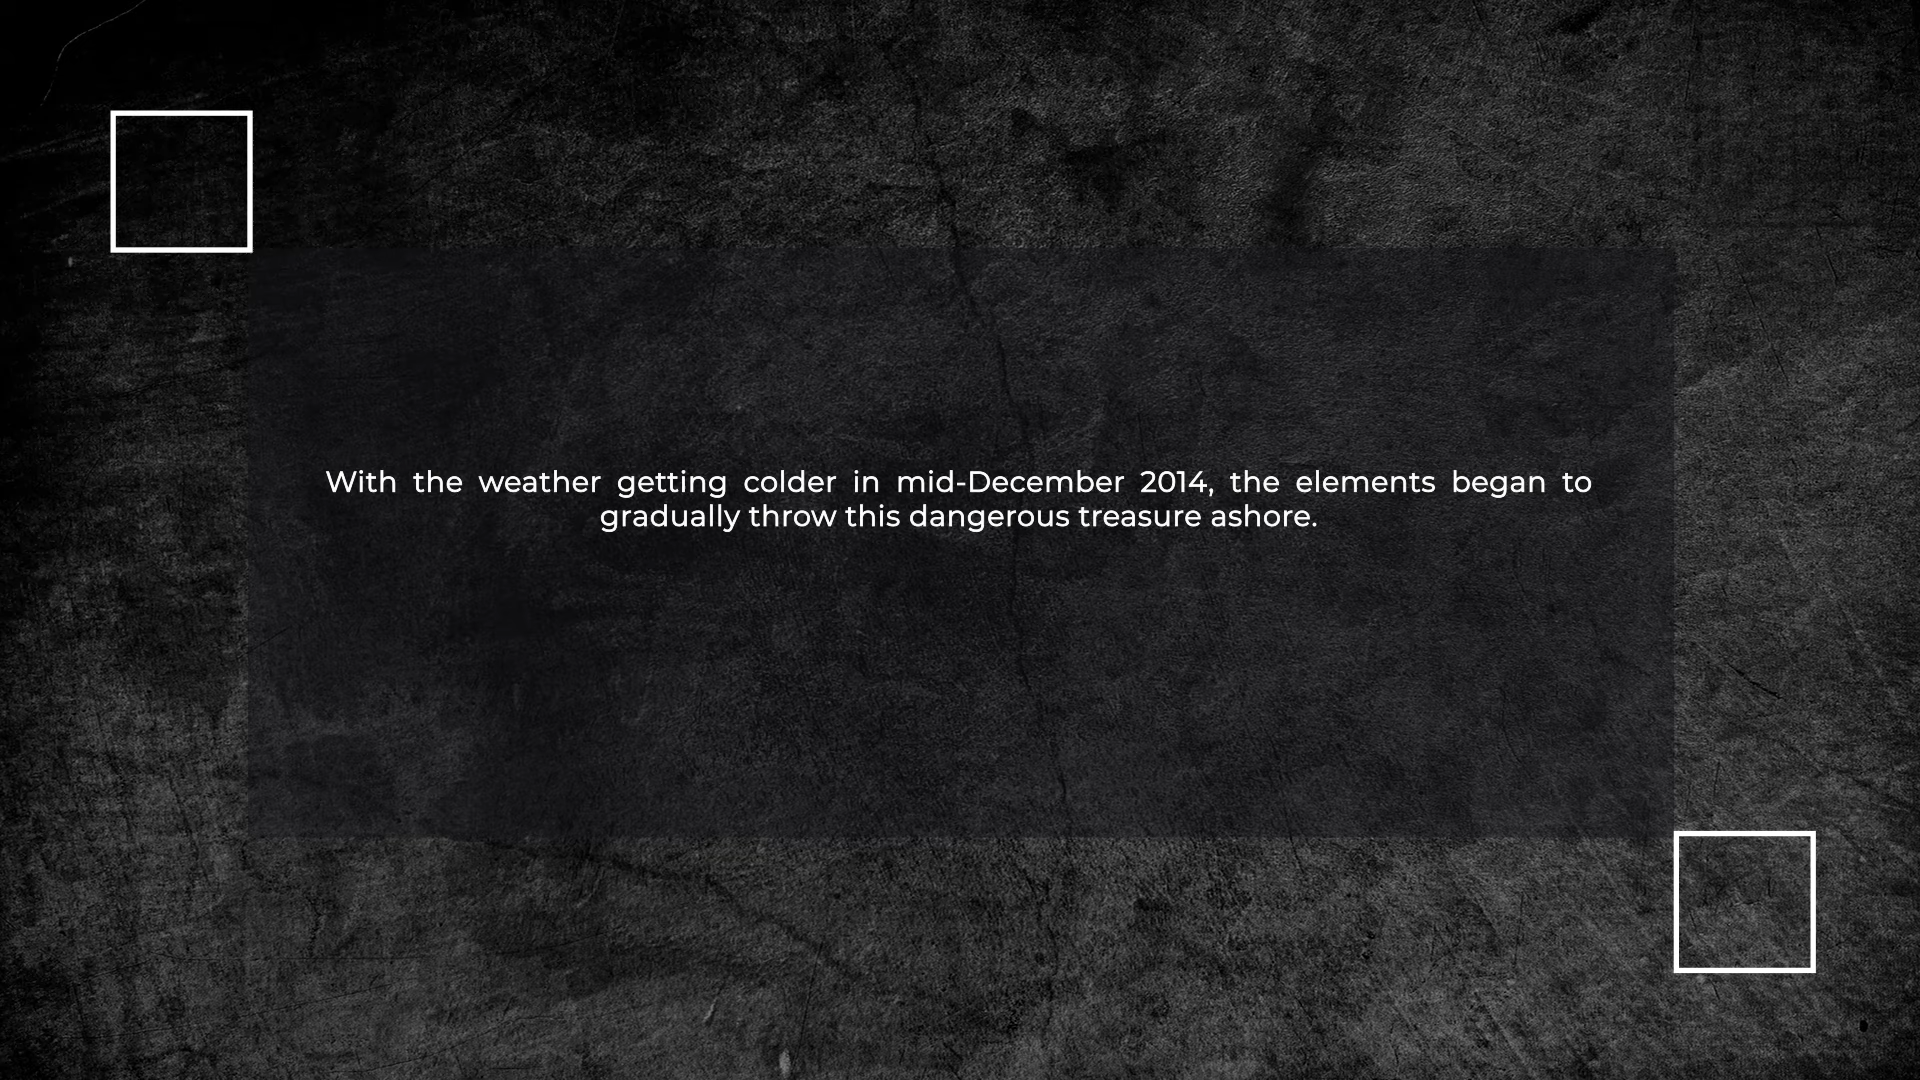 With the weather getting colder in mid-December 2014, the elements began to
gradually throw this dangerous treasure ashore.